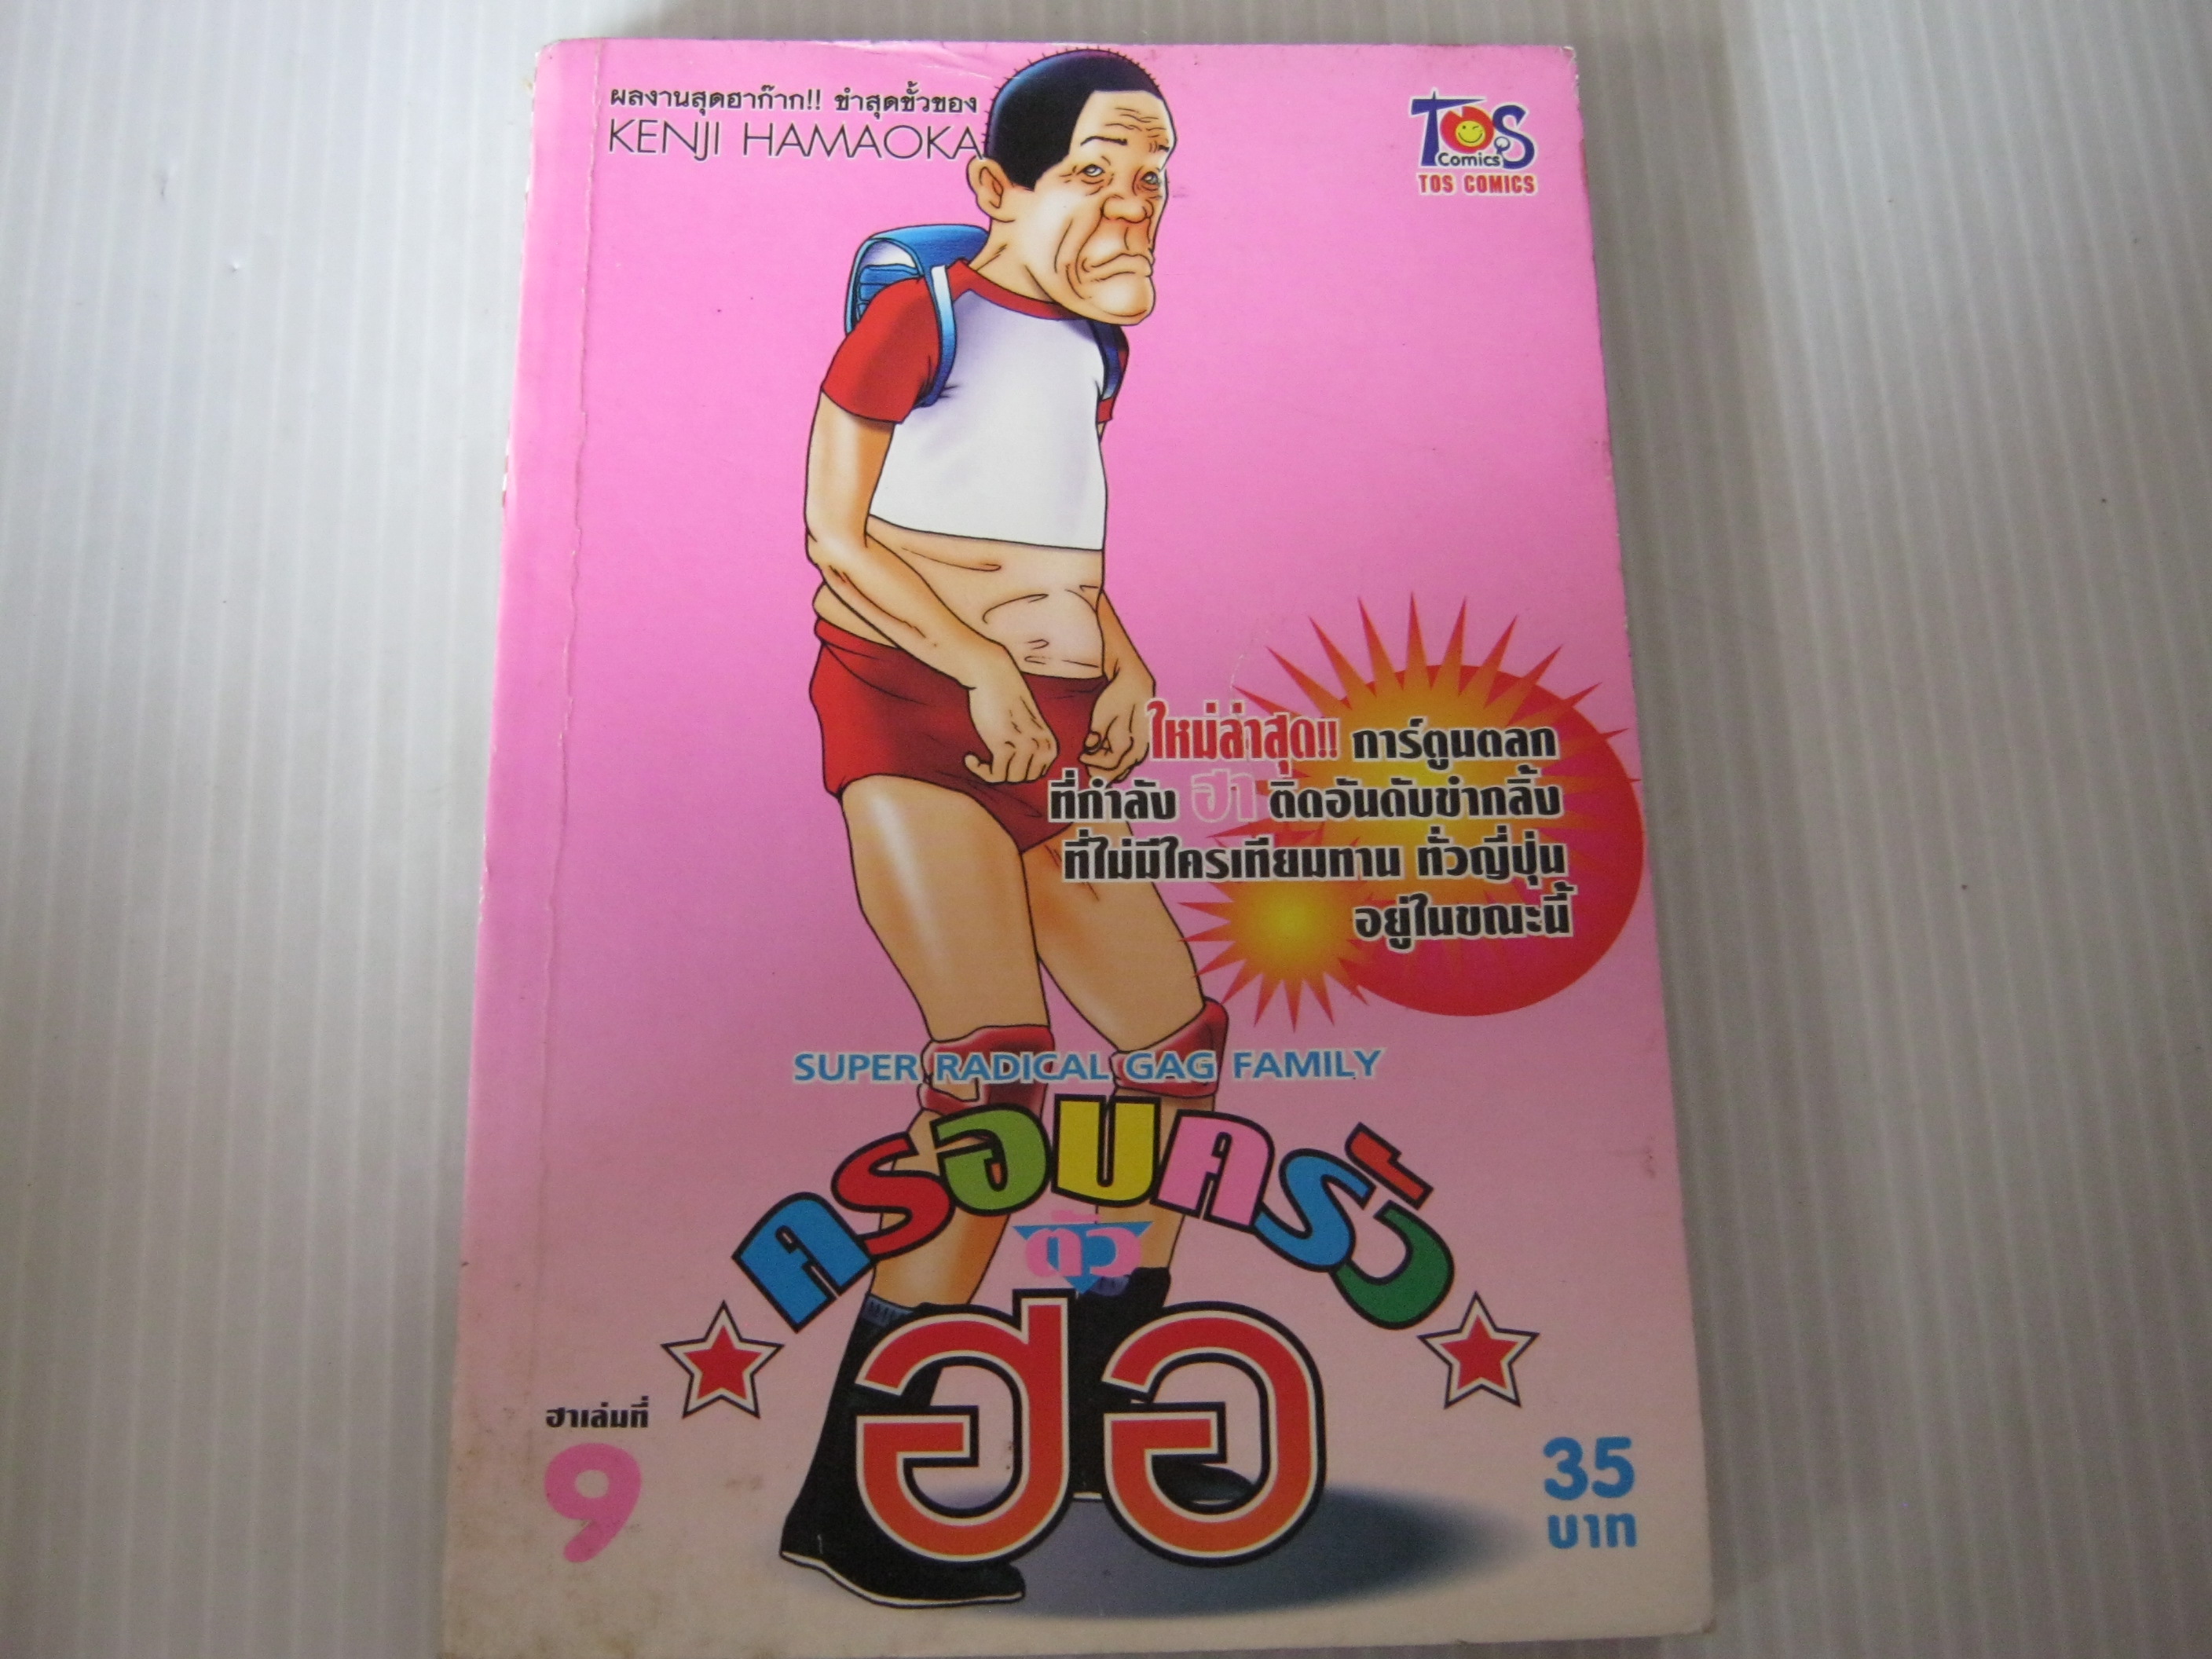 ผลงานสุดฮาก๊าก!! ขำสุดขั้วของ
KENJI HAMAOKA
TOS
Comics
TOS COMICS
ใหม่ล่าสุด!! การ์ตูนตลก
ที่กำลัง ฮา ติดอันดับขำกลิ้ง
ที่ไม่มีใครเทียมทาน ทั่วญี่ปุ่น
อยู่ในขณะนี้
SUPER RADICAL GAG FAMILY
ครอบครัว
ตัว
ฮอ
ฮาเล่มที่
9
35
บาท